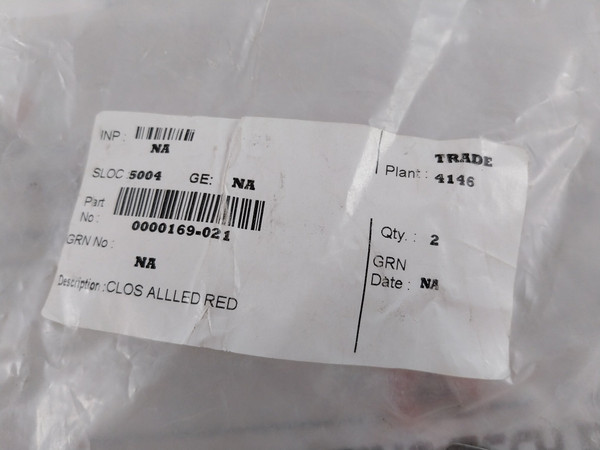 INP : NA
TRADE
SLOC :5004 GE: NA
Plant : 4146
Part No : 0000169-021
Qty. : 2
GRN No : NA
GRN Date : NA
Description :CLOS ALLLED RED